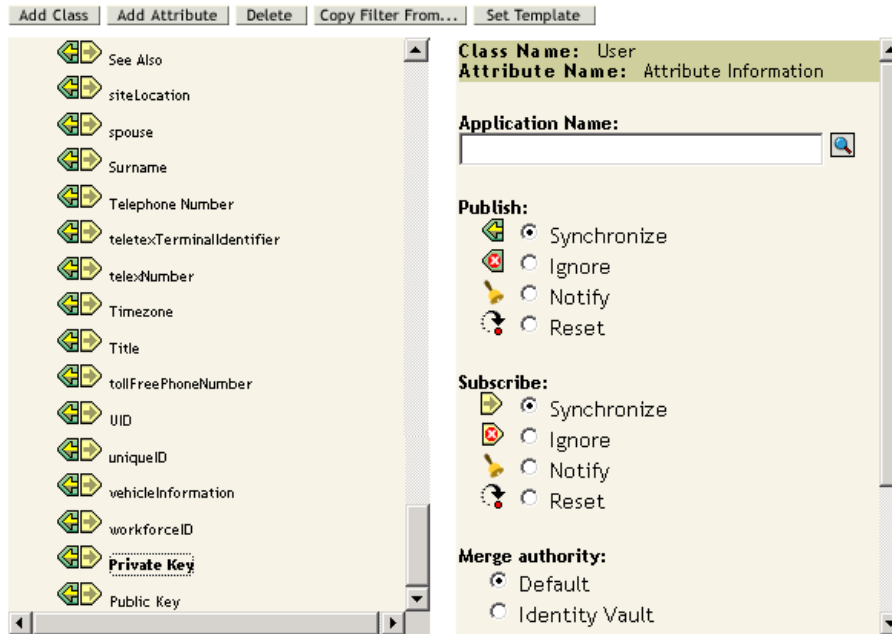 Add Class
Add Attribute
Delete
Copy Filter From...
Set Template
See Also
siteLocation
spouse
Surname
Telephone Number
teletexTerminalIdentifier
telexNumber
Timezone
Title
tollFreePhoneNumber
UID
uniqueID
vehicleInformation
workforceID
Private Key
Public Key
Class Name: User
Attribute Name: Attribute Information
Application Name:
Publish:
Synchronize
Ignore
Notify
Reset
Subscribe:
Synchronize
Ignore
Notify
Reset
Merge authority:
Default
Identity Vault